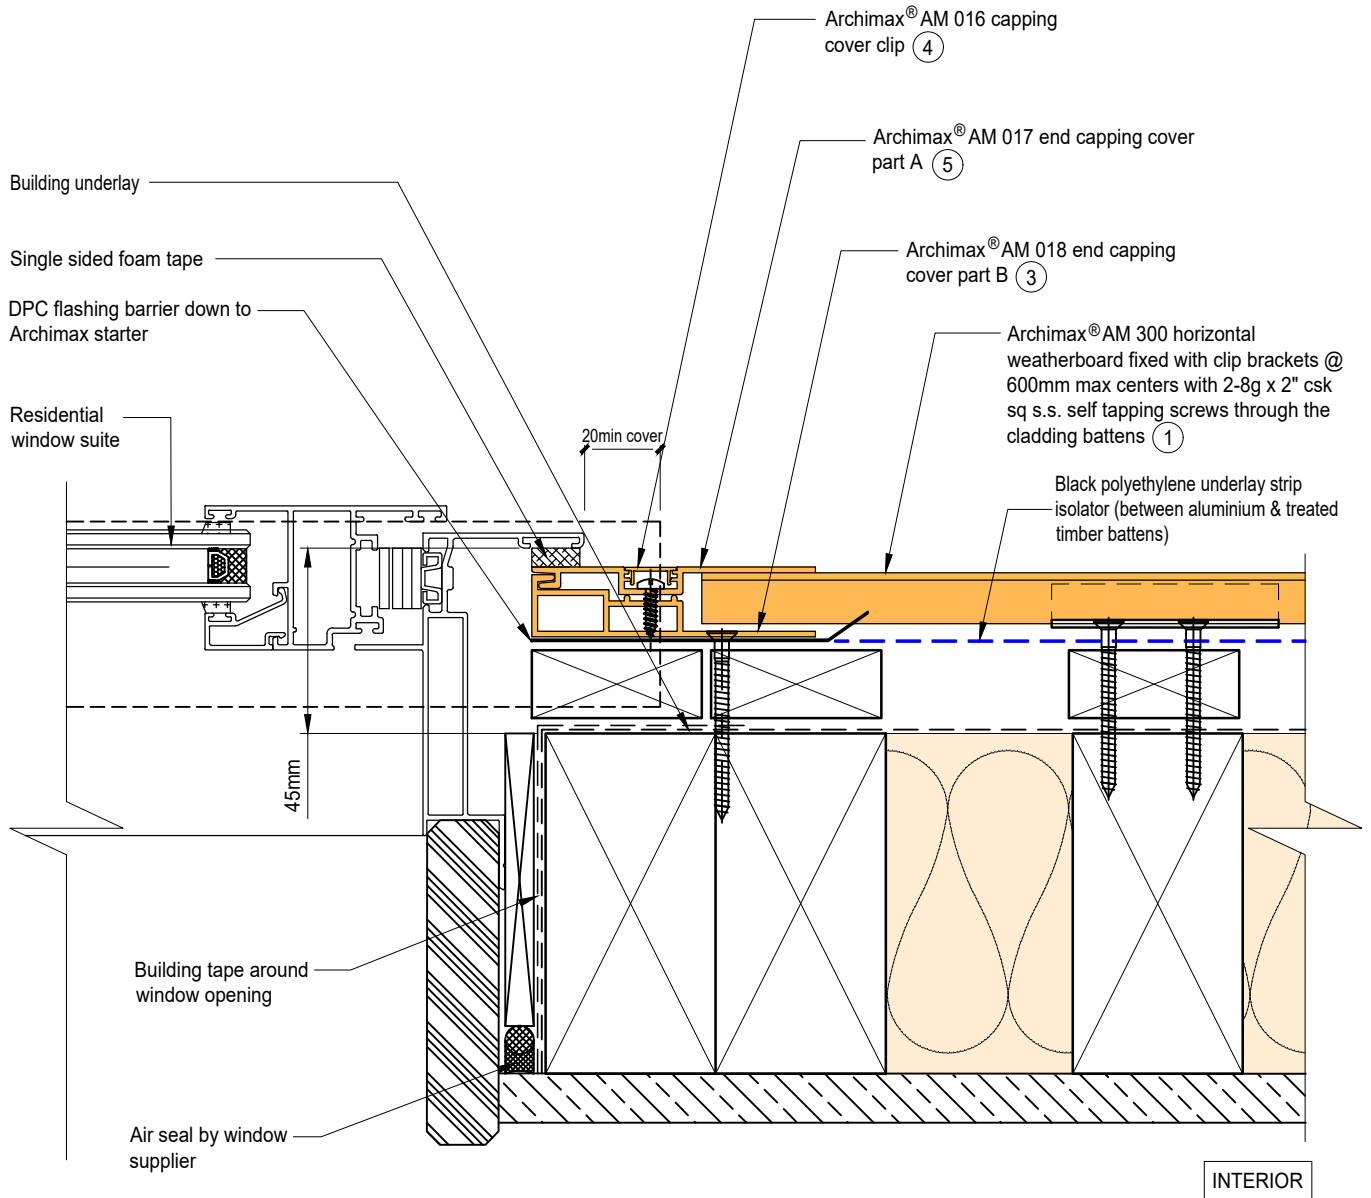 Archimax® AM 016 capping
cover clip 4
Archimax® AM 017 end capping cover
part A 5
Building underlay
Single sided foam tape
Archimax® AM 018 end capping
cover part B 3
DPC flashing barrier down to
Archimax starter
Archimax® AM 300 horizontal
weatherboard fixed with clip brackets @
600mm max centers with 2-8g x 2" csk
sq s.s. self tapping screws through the
cladding battens 1
Residential
window suite
20min cover
Black polyethylene underlay strip
isolator (between aluminium & treated
timber battens)
45mm
Building tape around
window opening
Air seal by window
supplier
INTERIOR